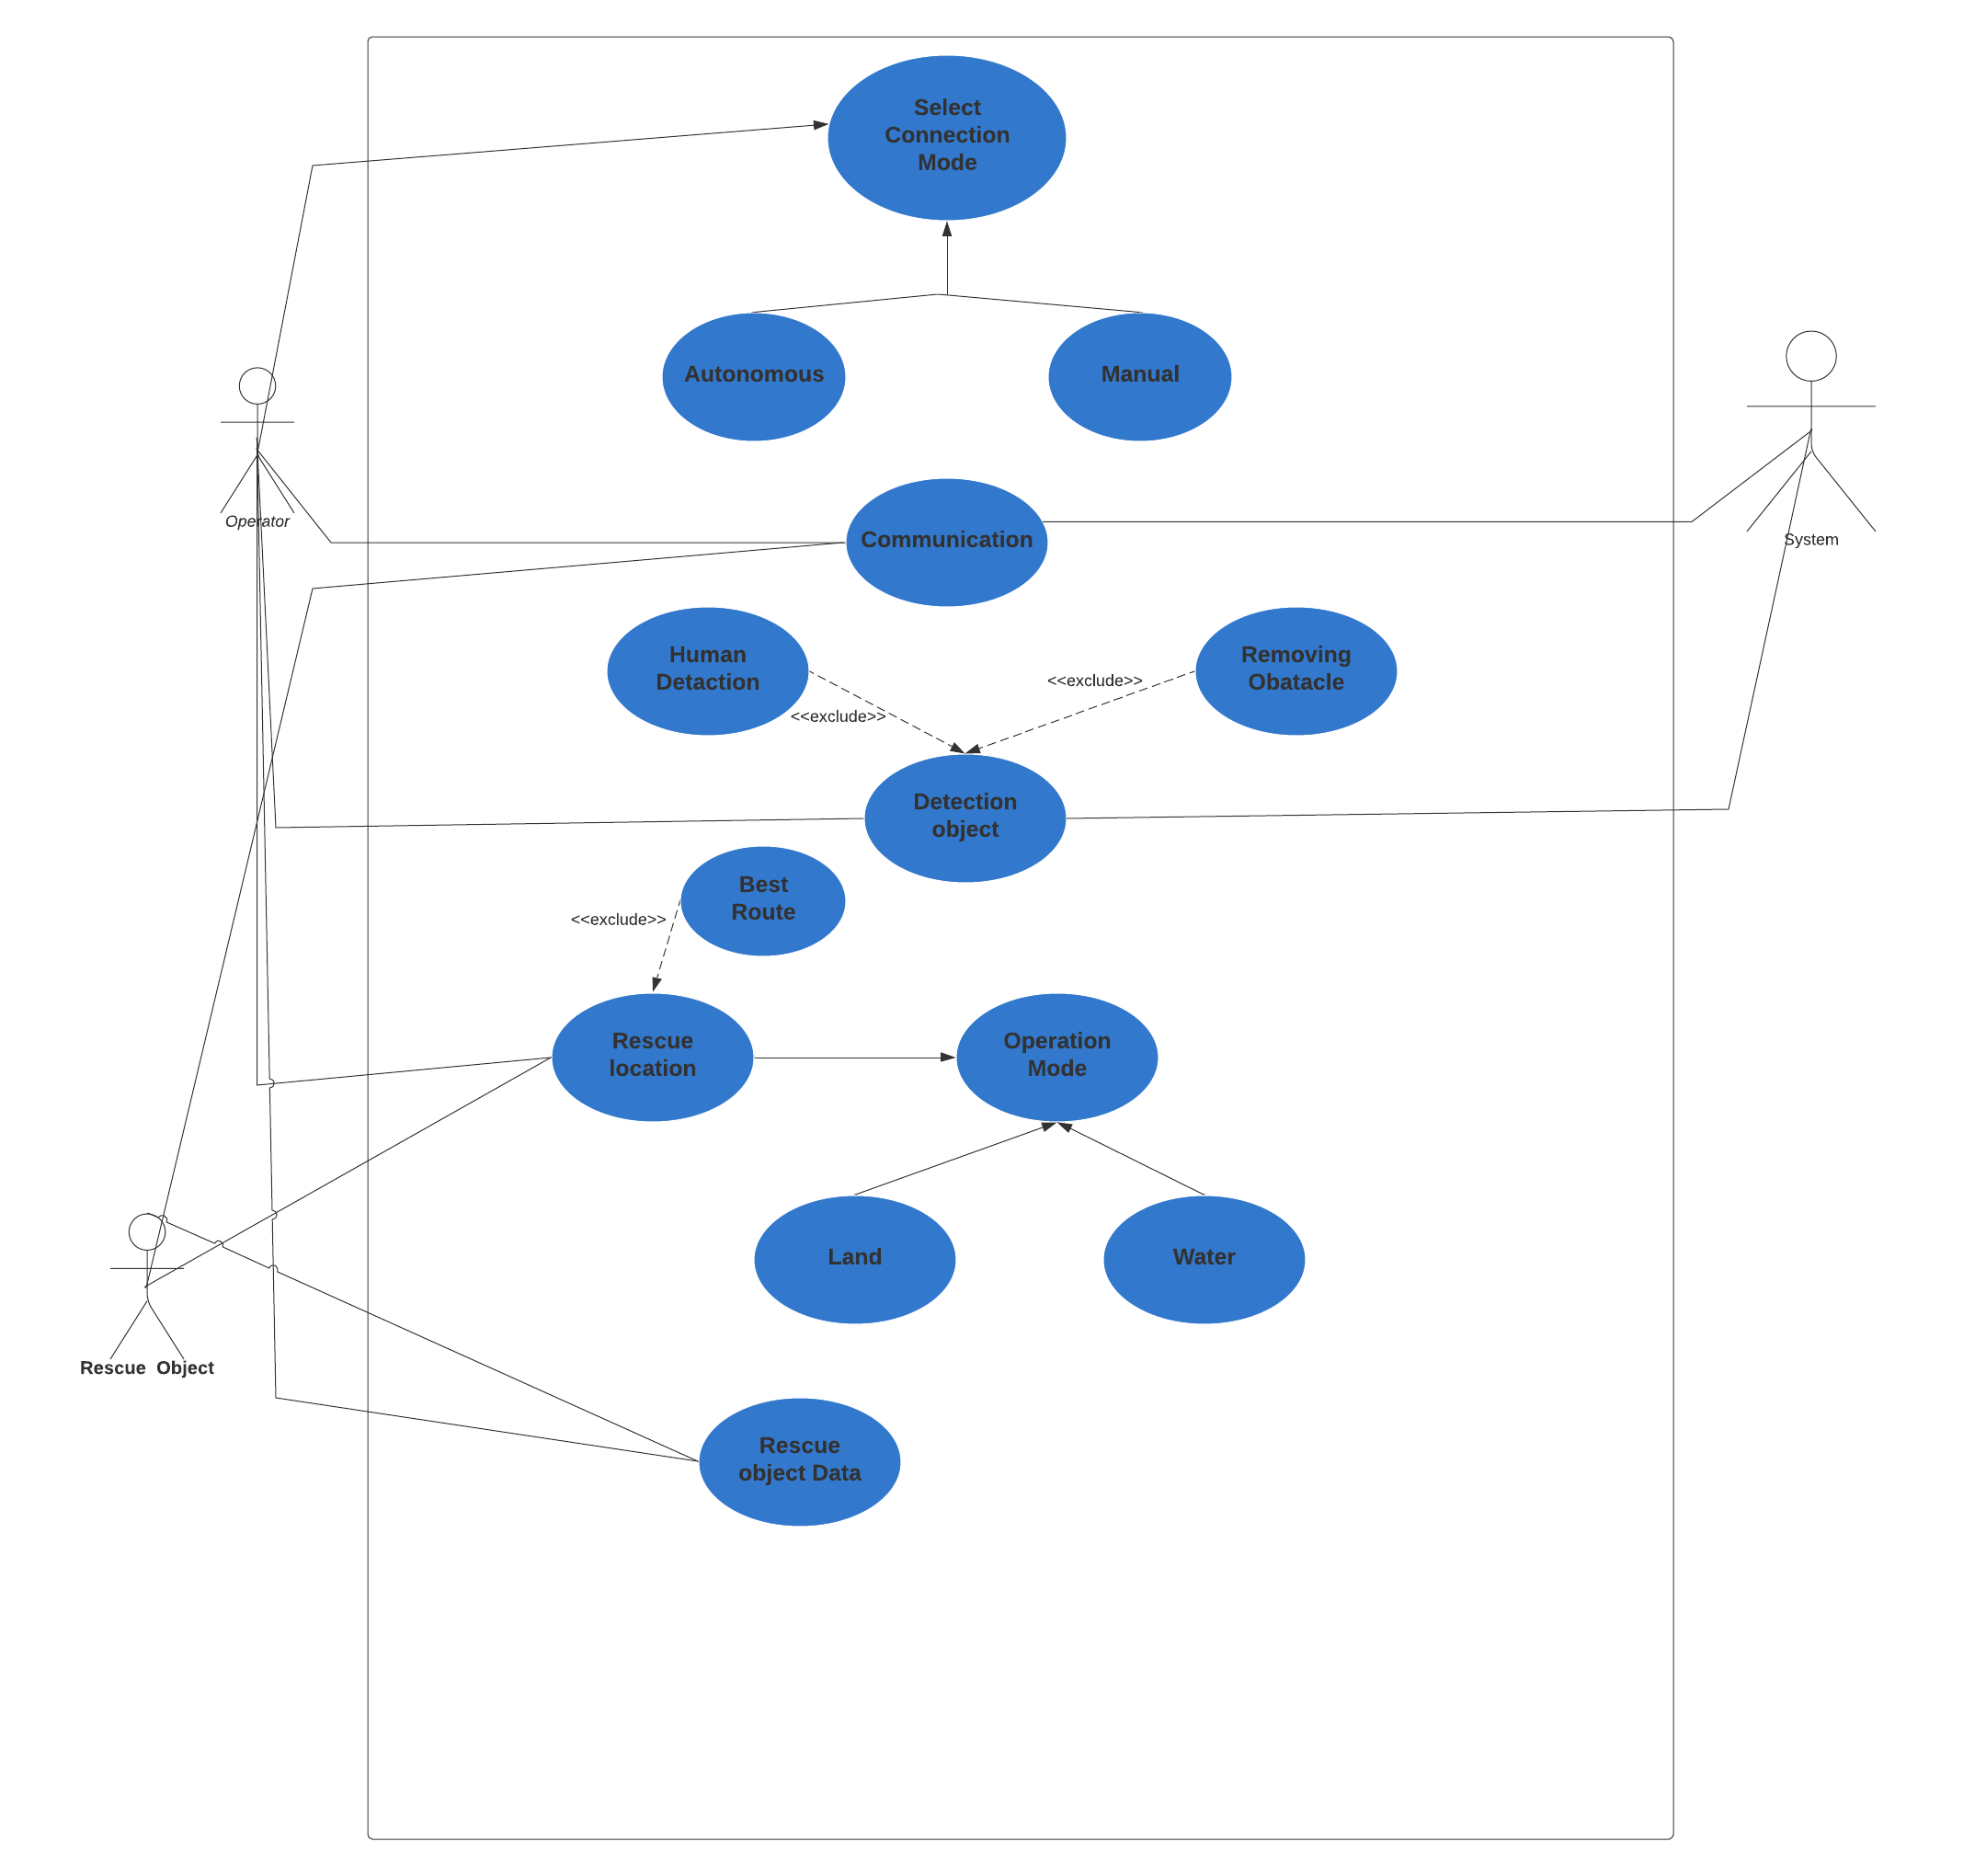 Select
Connection
Mode
Autonomous
Manual
Operator
Communication
System
Human
Detaction
Removing
Obatacle
<<exclude>>
<<exclude>>
Detection
object
Best
Route
<<exclude>>
Rescue
location
Operation
Mode
Land
Water
Rescue  Object
Rescue
object Data